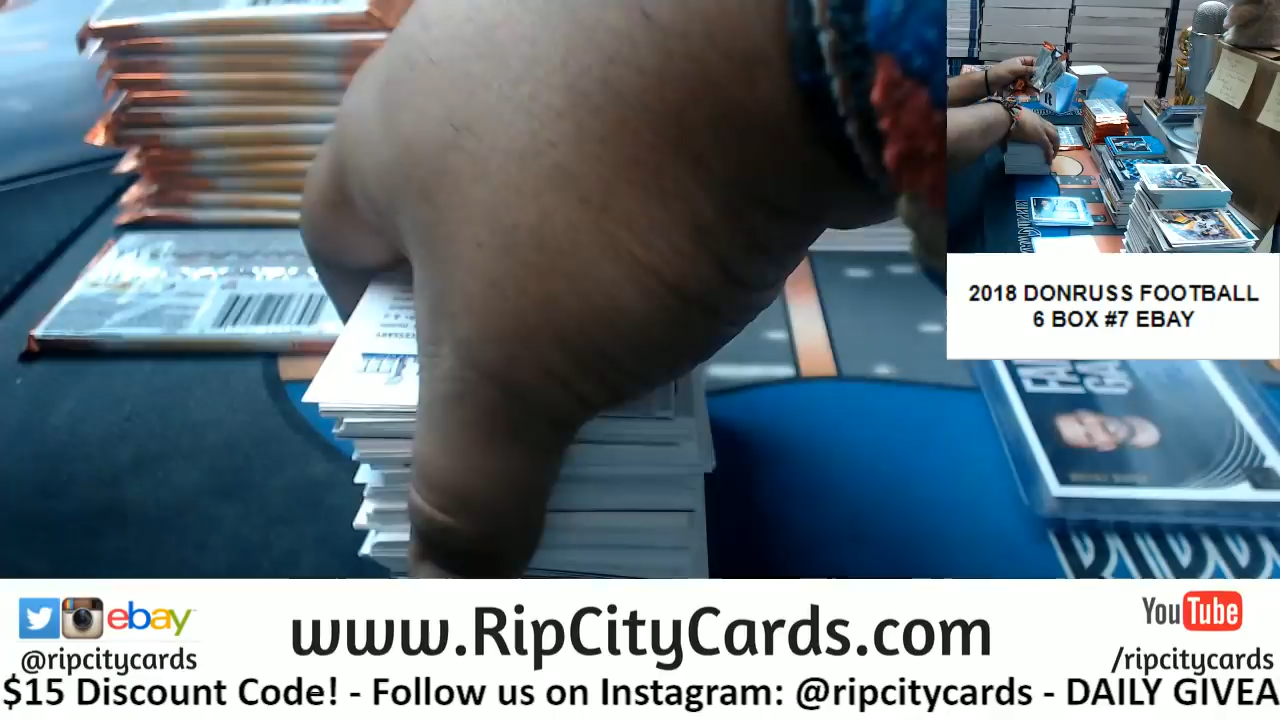 2018 DONRUSS FOOTBALL
6 BOX #7 EBAY
ebay
www.RipCityCards.com
YouTube
@ripcitycards
/ripcitycards
$15 Discount Code! - Follow us on Instagram: @ripcitycards - DAILY GIVEA